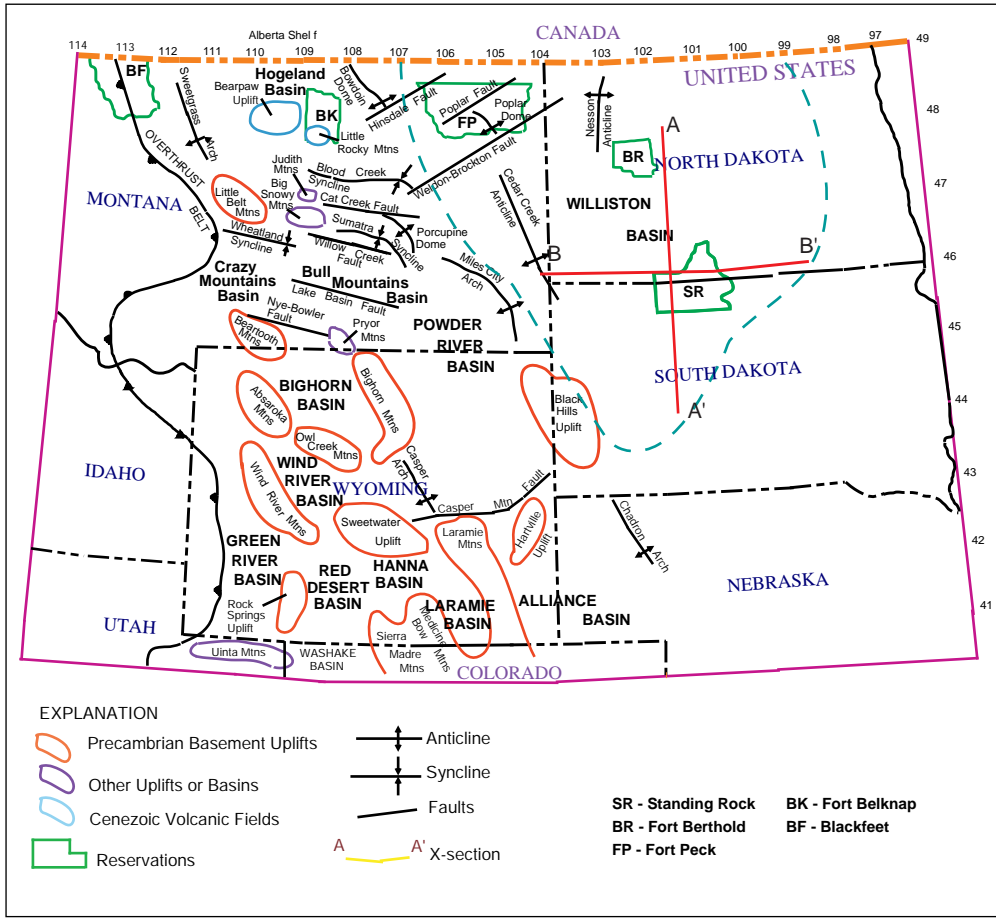 CANADA
Alberta Shel f
114
113
112
111
110
109
108
107
106
105
104
103
102
101
100
99
98
97
49
UNITED STATES
BF
Hogeland
Basin
Bearpaw
Uplift
Bowdoin
Dome
Hinsdale Fault
Poplar Fault
Poplar
Dome
FP
BK
Little
Rocky Mtns
Sweetgrass
Arch
Nesson
Anticline
48
A
BR
NORTH DAKOTA
OVERTHRUST
BELT
Judith
Mtns
Big
Snowy
Mtns
Blood
Creek
Syncline
Weldon-Brockton Fault
Cat Creek Fault
MONTANA
Little
Belt Mtns
Sumatra
Syncline
Porcupine
Dome
Cedar Creek
Anticline
47
WILLISTON
BASIN
Wheatland
Syncline
Willow Creek
Fault
B
B'
46
Crazy
Mountains
Basin
Bull
Mountains
Basin
Lake Basin Fault
Miles City
Arch
SR
Nye-Bowler
Fault
Beartooth
Mtns
Pryor
Mtns
POWDER
RIVER
BASIN
45
SOUTH DAKOTA
BIGHORN
BASIN
Bighorn Mtns
Absaroka
Mtns
Black
Hills
Uplift
A'
44
Owl
Creek
Mtns
IDAHO
WIND
RIVER
BASIN
Wind River Mtns
WYOMING
Casper
Arch
43
Casper Mtn Fault
Sweetwater
Uplift
Laramie
Mtns
Hartville
Uplift
Chadron
Arch
42
GREEN
RIVER
BASIN
RED
DESERT
BASIN
HANNA
BASIN
NEBRASKA
Rock
Springs
Uplift
LARAMIE
BASIN
ALLIANCE
BASIN
41
UTAH
Uinta Mtns
WASHAKE
BASIN
Sierra
Madre
Mtns
Medicine
Bow
Mtns
COLORADO
EXPLANATION
Precambrian Basement Uplifts
Other Uplifts or Basins
Cenezoic Volcanic Fields
Reservations
Anticline
Syncline
Faults
A A' X-section
SR - Standing Rock
BR - Fort Berthold
FP - Fort Peck
BK - Fort Belknap
BF - Blackfeet